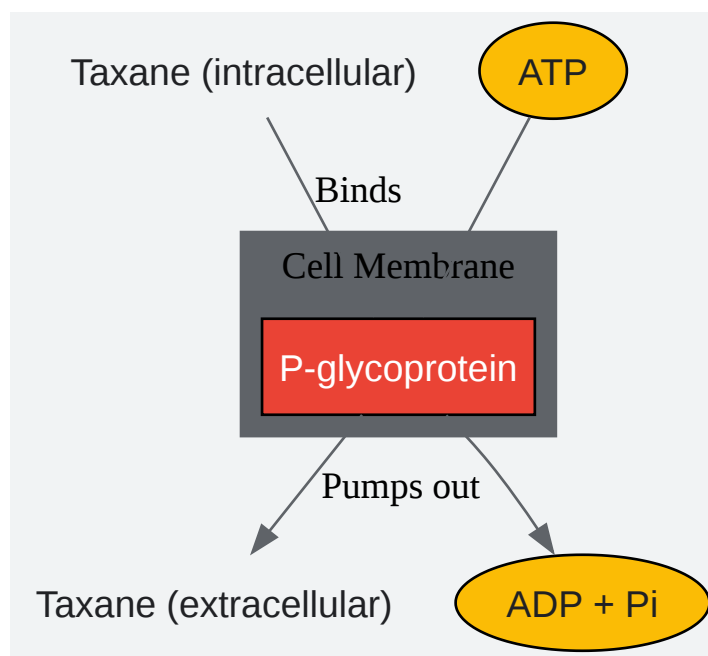 Taxane (intracellular)
ATP
Binds
Cell Membrane
P-glycoprotein
Pumps out
Taxane (extracellular)
ADP + Pi